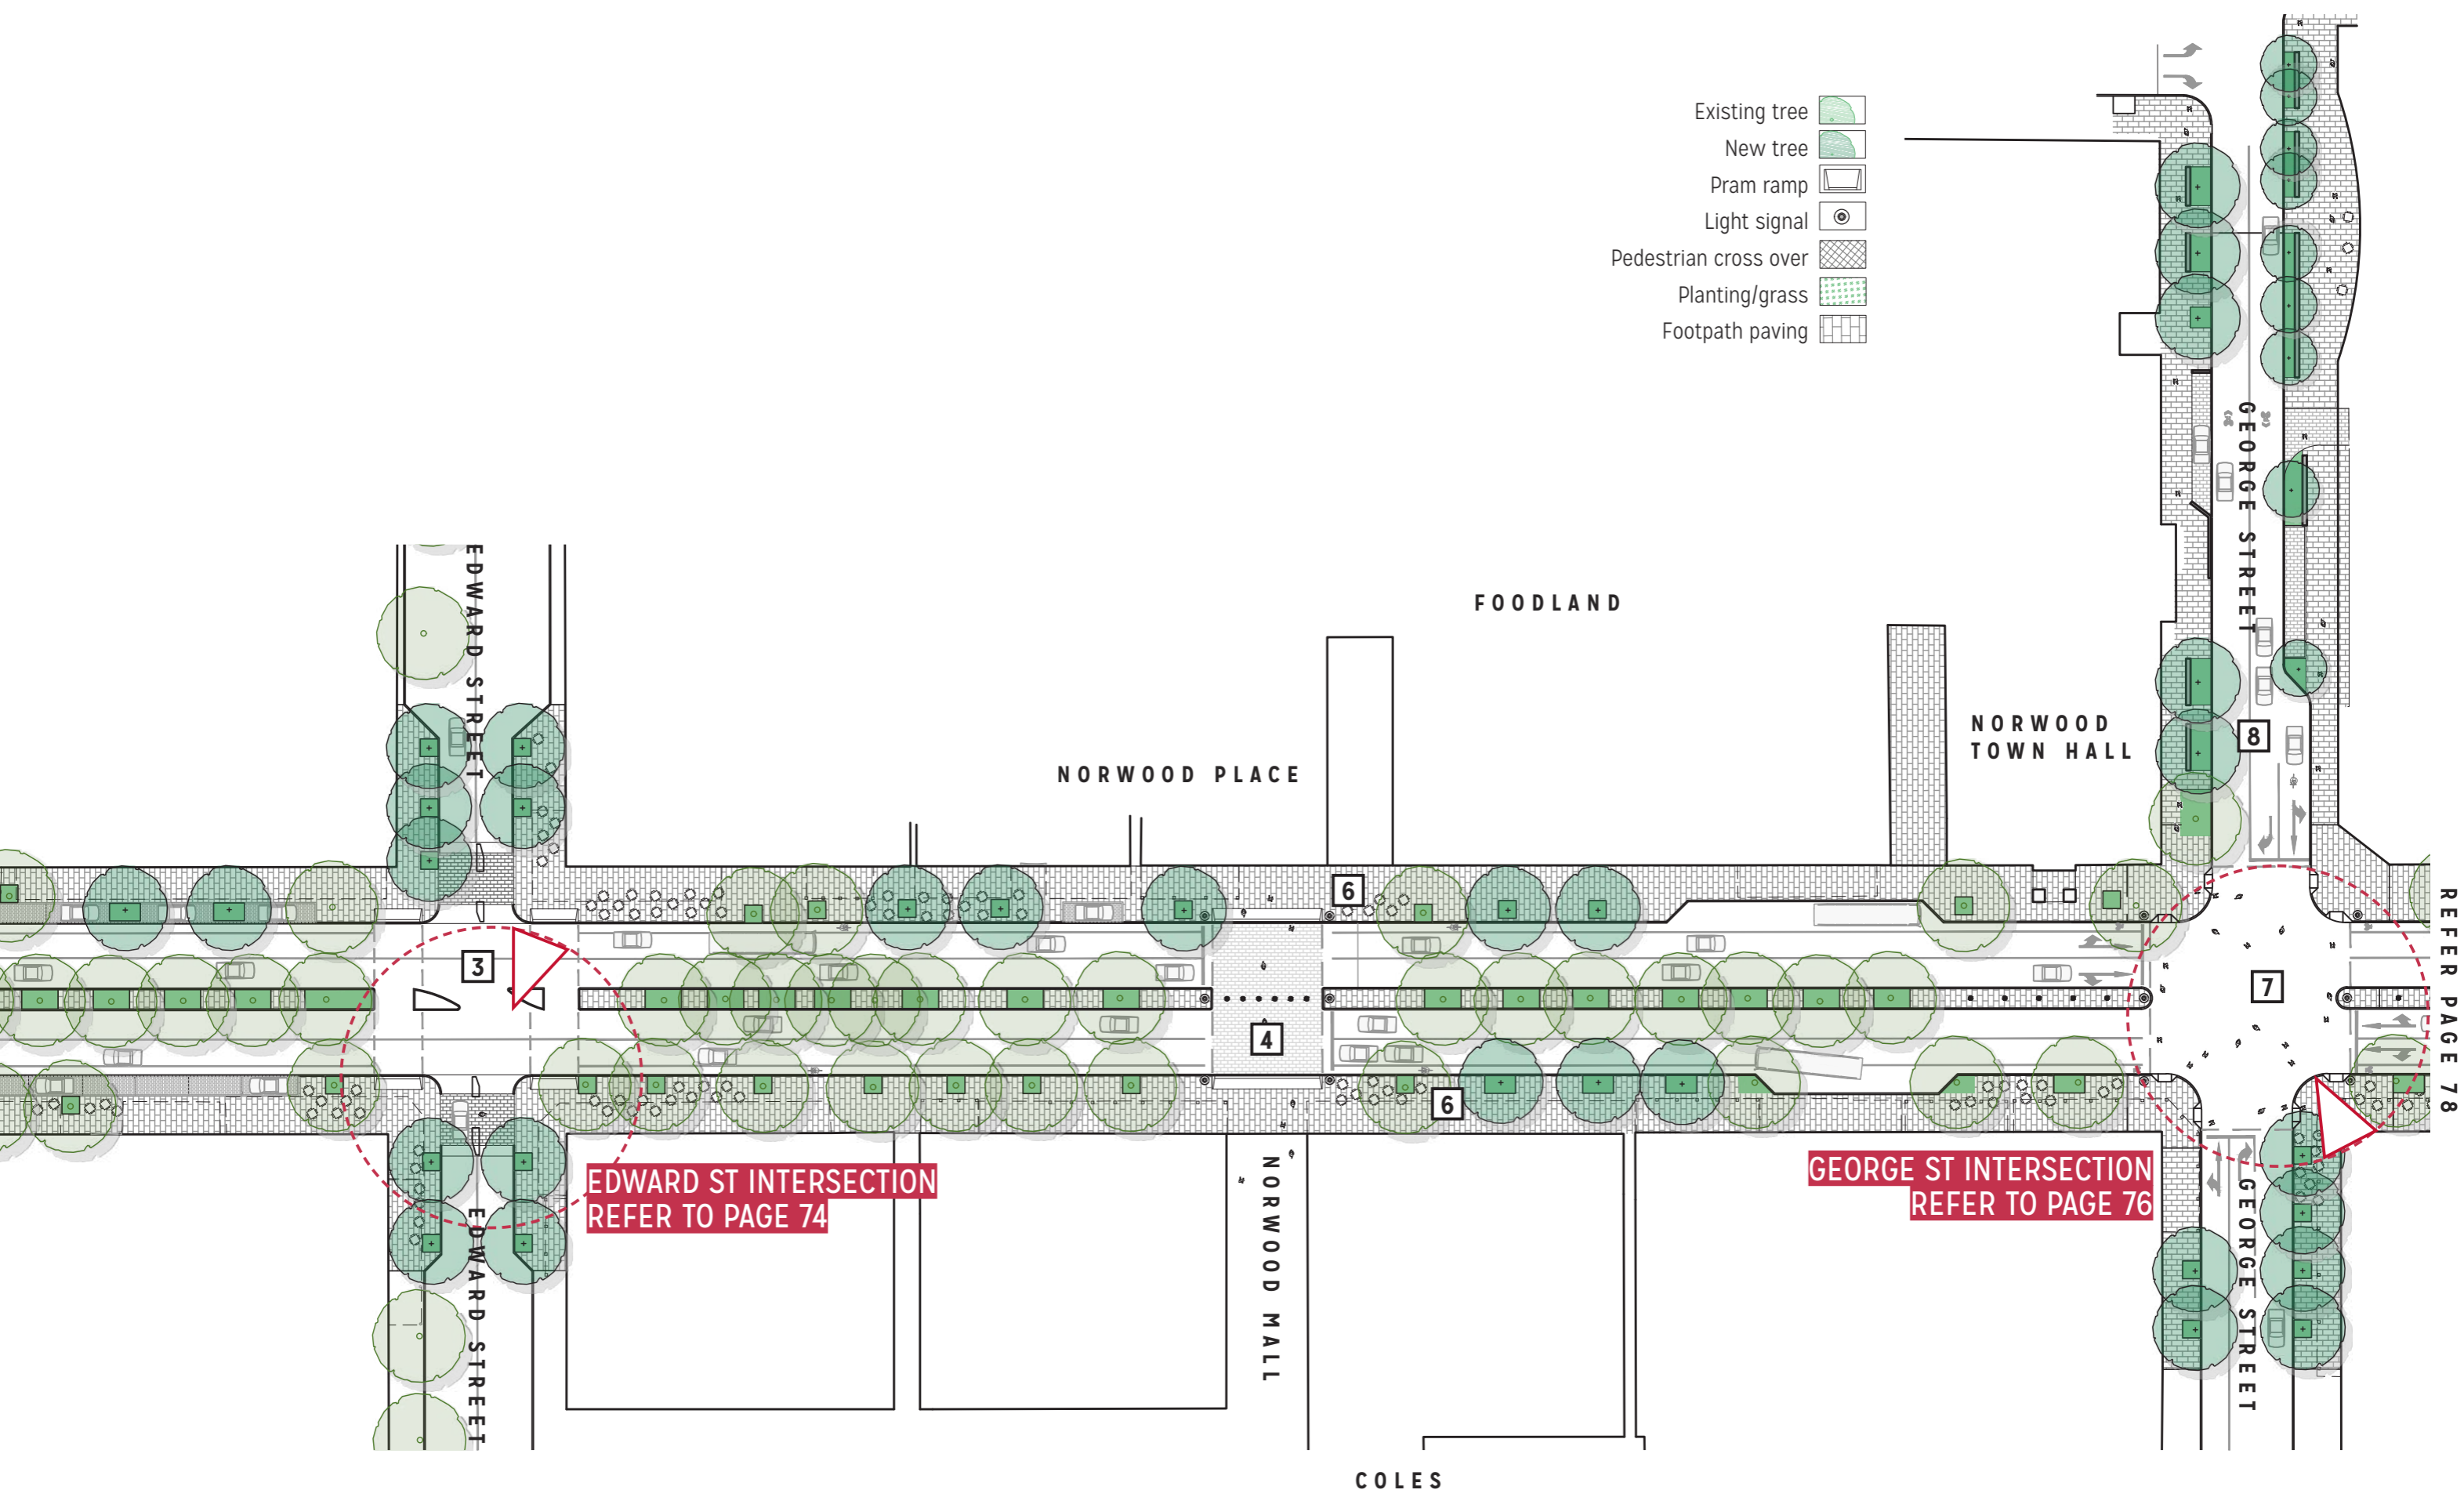 Existing tree
New tree
Pram ramp
Light signal
Pedestrian cross over
Planting/grass
Footpath paving
GEORGE STREET
EDWARD STREET
FOODLAND
NORWOOD
TOWN HALL
8
NORWOOD PLACE
6
3
7
4
6
REFER PAGE 78
EDWARD ST INTERSECTION
REFER TO PAGE 74
GEORGE ST INTERSECTION
REFER TO PAGE 76
NORWOOD MALL
EDWARD STREET
GEORGE STREET
COLES